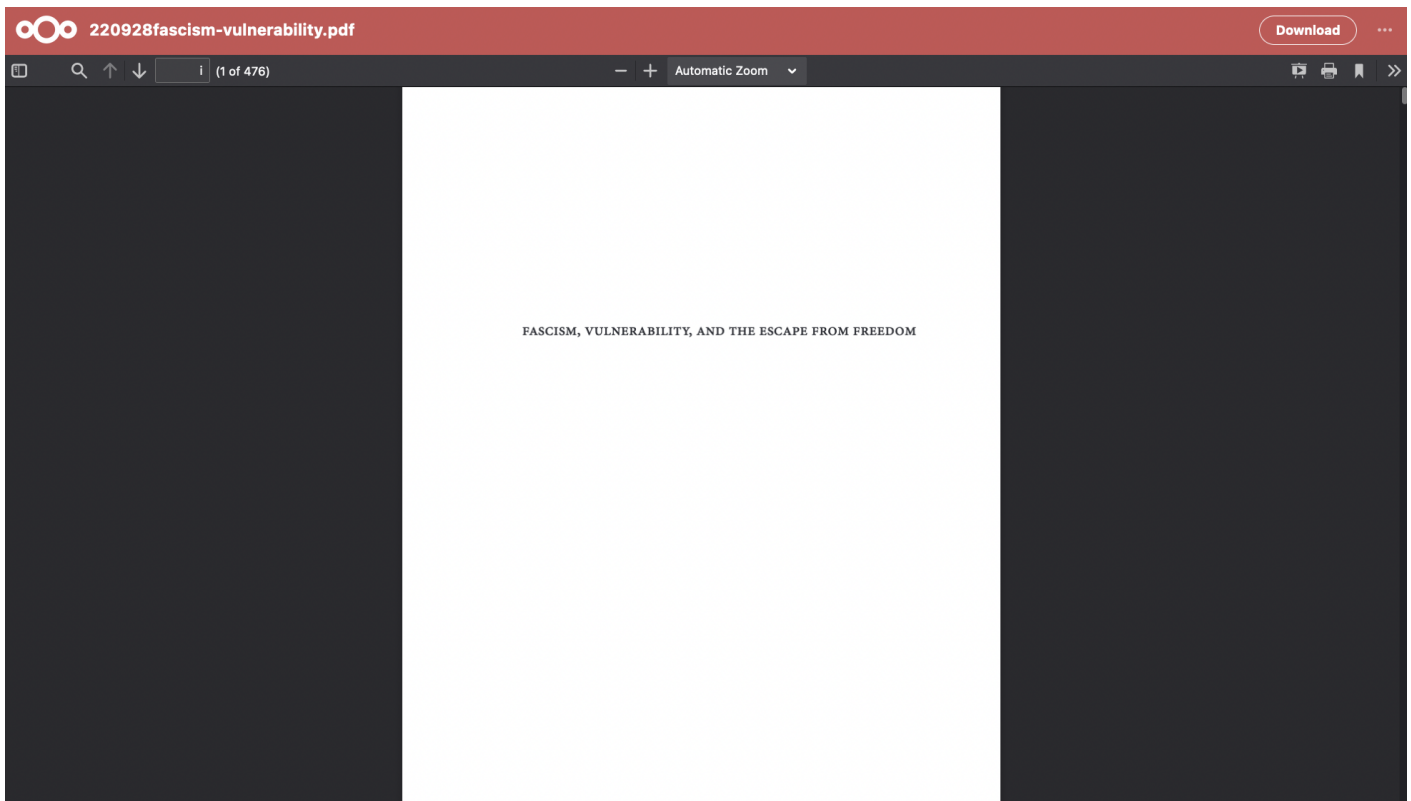 220928fascism-vulnerability.pdf
Download
i (1 of 476)
Automatic Zoom
FASCISM, VULNERABILITY, AND THE ESCAPE FROM FREEDOM